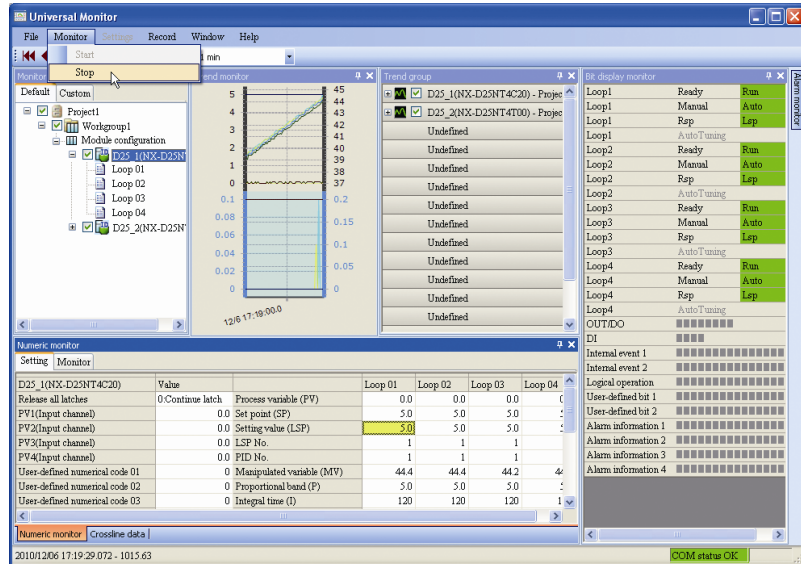 Universal Monitor
File Monitor Settings Record Window Help
Start
Stop
min
Trend monitor
Trend group
Bit display monitor
Alarm monitor
Default Custom
Project1
Workgroup1
Module configuration
D25_1(NX-D25N
Loop 01
Loop 02
Loop 03
Loop 04
D25_2(NX-D25N
5
4
3
2
1
0
45
44
43
42
41
40
39
38
37
0.1
0.08
0.06
0.04
0.02
0
0.2
0.15
0.1
0.05
0
12/6 17:19:00.0
D25_1(NX-D25NT4C20) - Projec
D25_2(NX-D25NT4T00) - Projec
Undefined
Undefined
Undefined
Undefined
Undefined
Undefined
Undefined
Undefined
Undefined
Undefined
Undefined
Loop1 Ready Run
Loop1 Manual Auto
Loop1 Rsp Lsp
Loop1 AutoTuning
Loop2 Ready Run
Loop2 Manual Auto
Loop2 Rsp Lsp
Loop2 AutoTuning
Loop3 Ready Run
Loop3 Manual Auto
Loop3 Rsp Lsp
Loop3 AutoTuning
Loop4 Ready Run
Loop4 Manual Auto
Loop4 Rsp Lsp
Loop4 AutoTuning
OUT/DO
DI
Internal event 1
Internal event 2
Logical operation
User-defined bit 1
User-defined bit 2
Alarm information 1
Alarm information 2
Alarm information 3
Alarm information 4
Numeric monitor
Setting Monitor
D25_1(NX-D25NT4C20) Value Loop 01 Loop 02 Loop 03 Loop 04
Release all latches 0:Continue latch Process variable (PV) 0.0 0.0 0.0
PV1(Input channel) 0.0 Set point (SP) 5.0 5.0 5.0
PV2(Input channel) 0.0 Setting value (LSP) 5.0 5.0 5.0
PV3(Input channel) 0.0 LSP No. 1 1 1
PV4(Input channel) 0.0 PID No. 1 1 1
User-defined numerical code 01 0 Manipulated variable (MV) 44.4 44.4 44.2 44
User-defined numerical code 02 0 Proportional band (P) 5.0 5.0 5.0
User-defined numerical code 03 0 Integral time (I) 120 120 120 1
Numeric monitor Crossline data
2010/12/06 17:19:29.072 - 1015.63
COM status OK